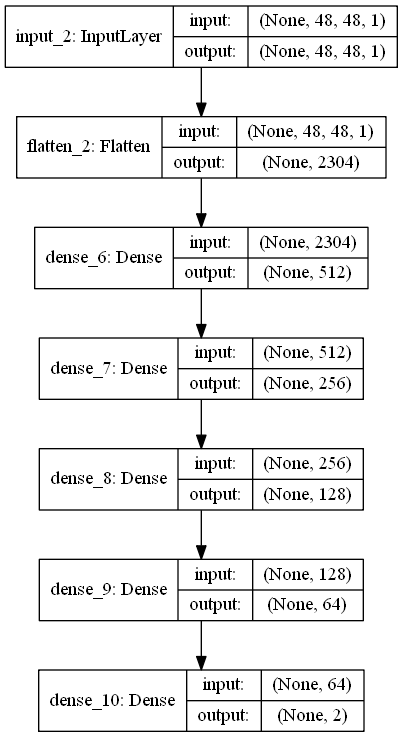 input_2: InputLayer
input: (None, 48, 48, 1)
output: (None, 48, 48, 1)
flatten_2: Flatten
input: (None, 48, 48, 1)
output: (None, 2304)
dense_6: Dense
input: (None, 2304)
output: (None, 512)
dense_7: Dense
input: (None, 512)
output: (None, 256)
dense_8: Dense
input: (None, 256)
output: (None, 128)
dense_9: Dense
input: (None, 128)
output: (None, 64)
dense_10: Dense
input: (None, 64)
output: (None, 2)